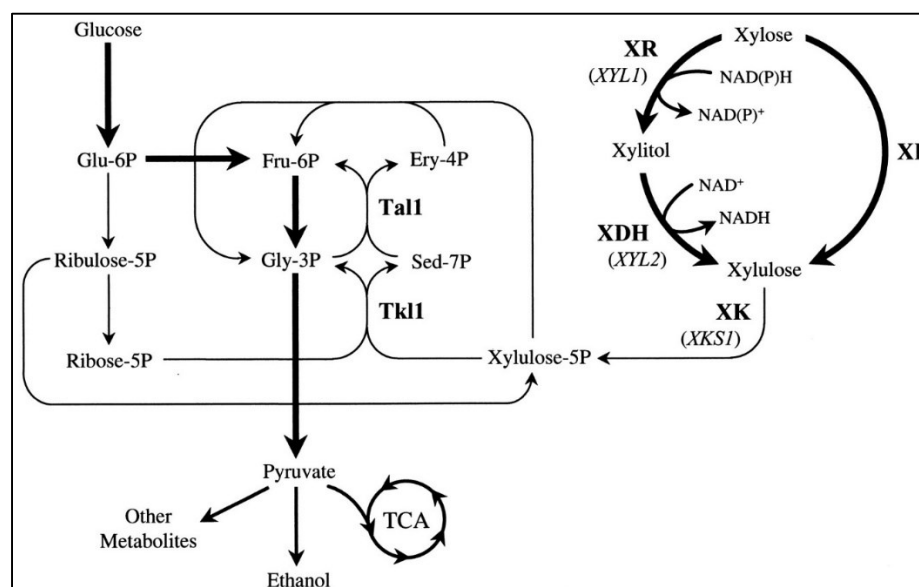 Glucose
Glu-6P
Fru-6P
Ery-4P
Tal1
Ribulose-5P
Gly-3P
Sed-7P
Tkl1
Ribose-5P
Xylulose-5P
Pyruvate
Other
Metabolites
TCA
Ethanol
Xylose
XR
(XYL1)
NAD(P)H
NAD(P)⁺
Xylitol
NAD⁺
NADH
XDH
(XYL2)
Xylulose
XK
(XKS1)